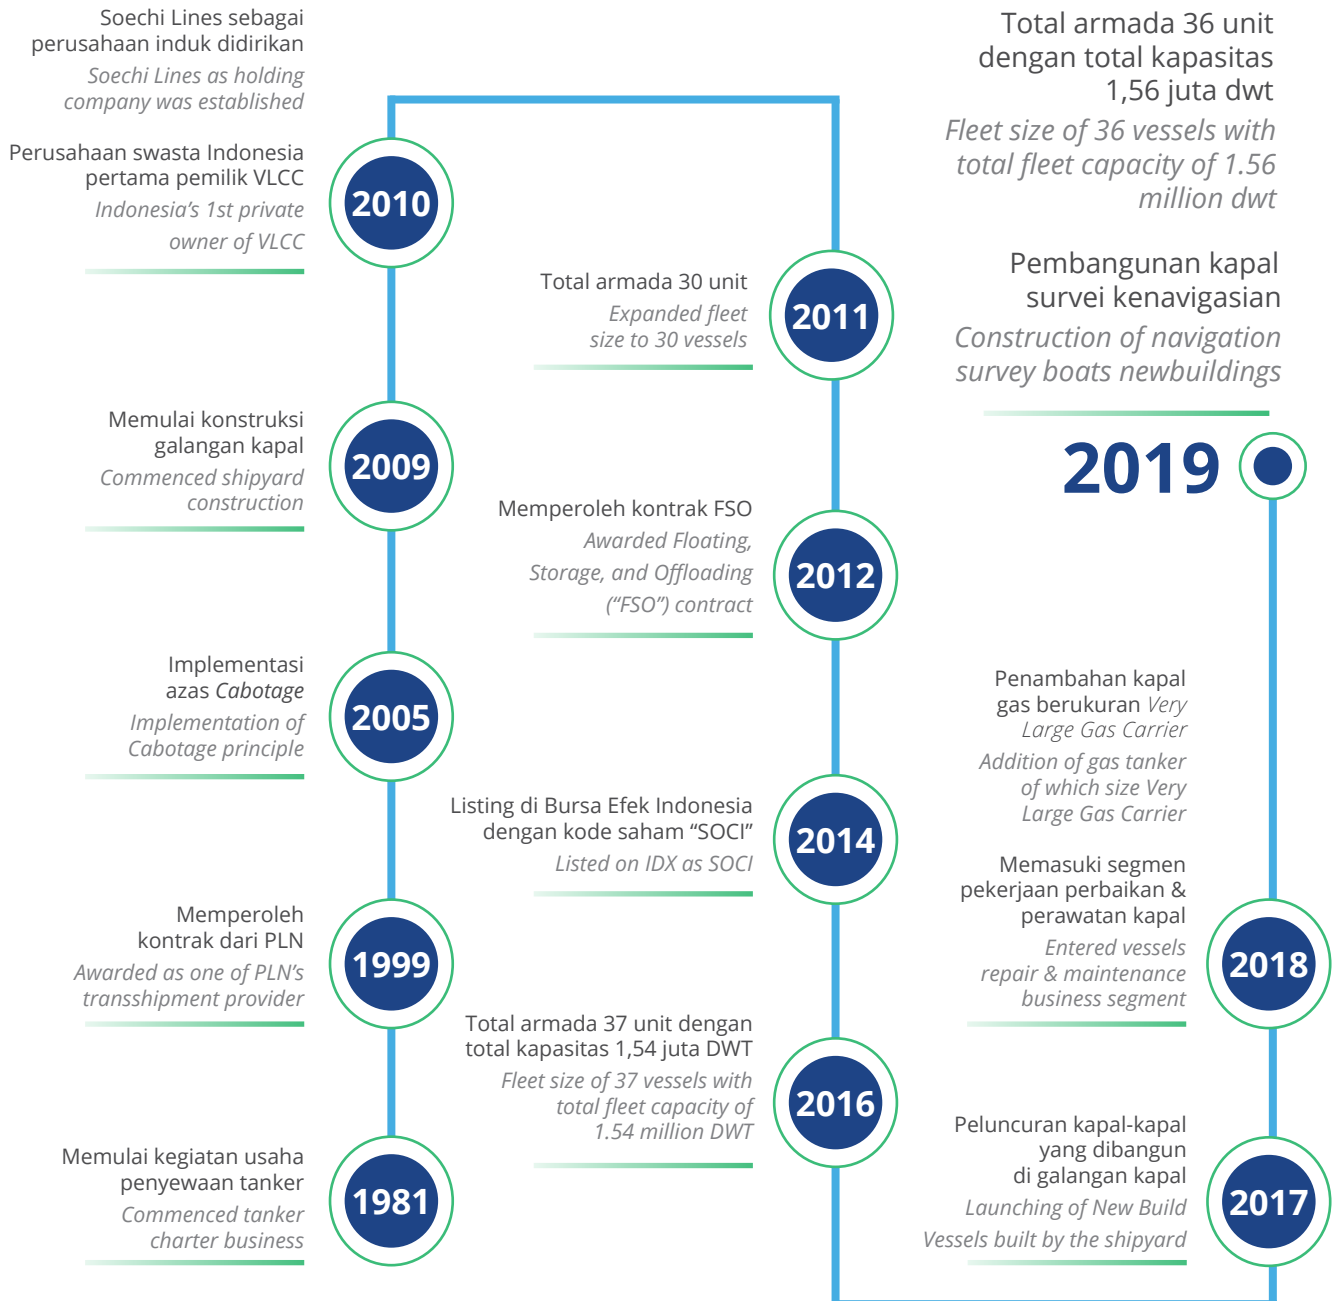 Soechi Lines sebagai
perusahaan induk didirikan
Soechi Lines as holding
company was established
Perusahaan swasta Indonesia
pertama pemilik VLCC
Indonesia’s 1st private
owner of VLCC
2010
Memulai konstruksi
galangan kapal
Commenced shipyard
construction
2009
Implementasi
azas Cabotage
Implementation of
Cabotage principle
2005
Memperoleh
kontrak dari PLN
Awarded as one of PLN’s
transshipment provider
1999
Memulai kegiatan usaha
penyewaan tanker
Commenced tanker
charter business
1981
Total armada 30 unit
Expanded fleet
size to 30 vessels
2011
Memperoleh kontrak FSO
Awarded Floating,
Storage, and Offloading
(“FSO”) contract
2012
Listing di Bursa Efek Indonesia
dengan kode saham “SOCI”
Listed on IDX as SOCI
2014
Total armada 37 unit dengan
total kapasitas 1,54 juta DWT
Fleet size of 37 vessels with
total fleet capacity of
1.54 million DWT
2016
Total armada 36 unit
dengan total kapasitas
1,56 juta dwt
Fleet size of 36 vessels with
total fleet capacity of 1.56
million dwt
Pembangunan kapal
survei kenavigasian
Construction of navigation
survey boats newbuildings
2019
Penambahan kapal
gas berukuran Very
Large Gas Carrier
Addition of gas tanker
of which size Very
Large Gas Carrier
Memasuki segmen
pekerjaan perbaikan &
perawatan kapal
Entered vessels
repair & maintenance
business segment
2018
Peluncuran kapal-kapal
yang dibangun
di galangan kapal
Launching of New Build
Vessels built by the shipyard
2017